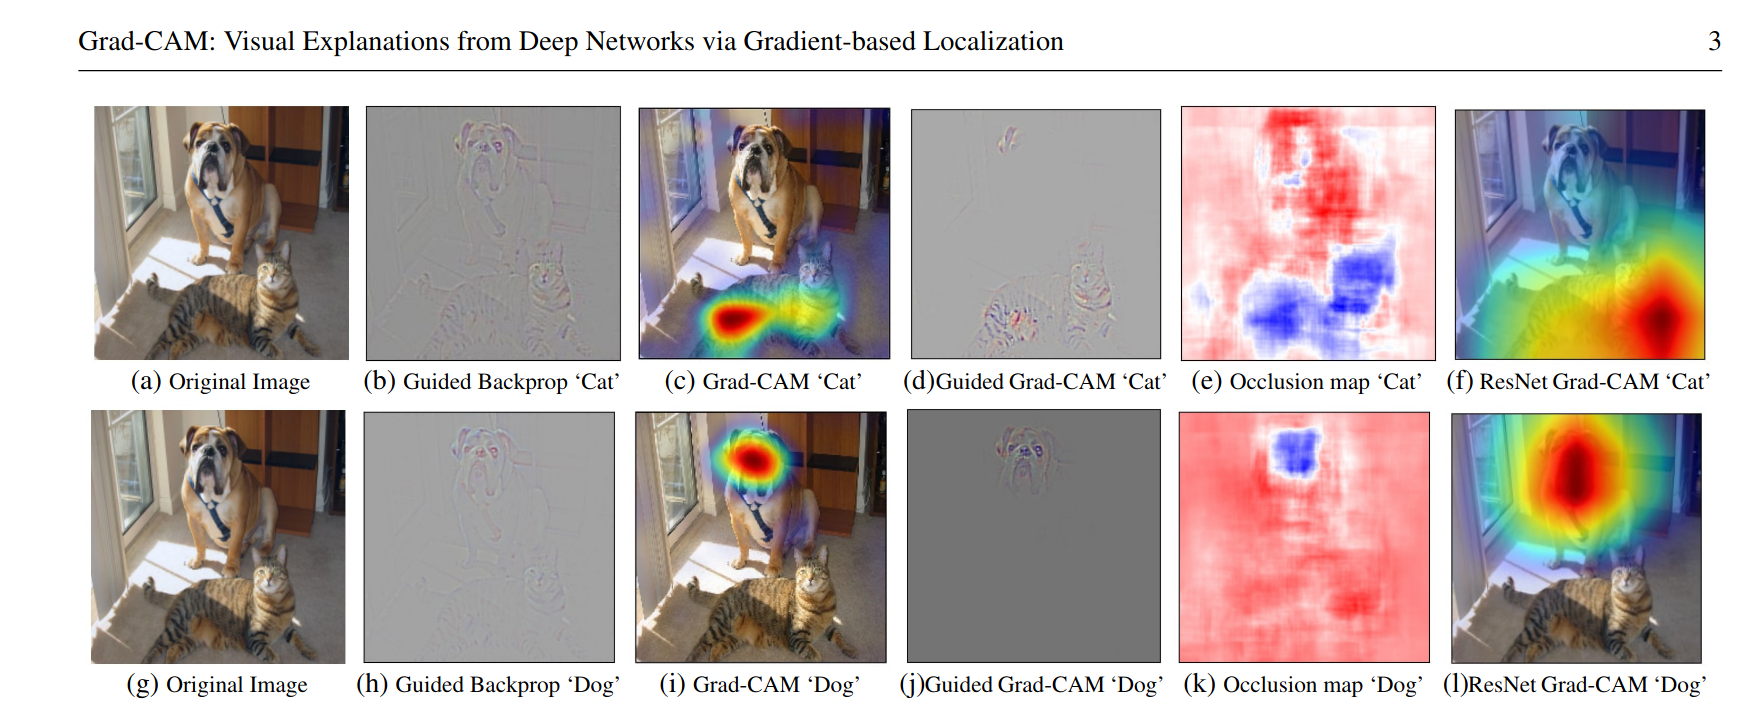 Grad-CAM: Visual Explanations from Deep Networks via Gradient-based Localization 3
(a) Original Image (b) Guided Backprop ‘Cat’ (c) Grad-CAM ‘Cat’ (d)Guided Grad-CAM ‘Cat’ (e) Occlusion map ‘Cat’ (f) ResNet Grad-CAM ‘Cat’
(g) Original Image (h) Guided Backprop ‘Dog’ (i) Grad-CAM ‘Dog’ (j)Guided Grad-CAM ‘Dog’ (k) Occlusion map ‘Dog’ (l)ResNet Grad-CAM ‘Dog’